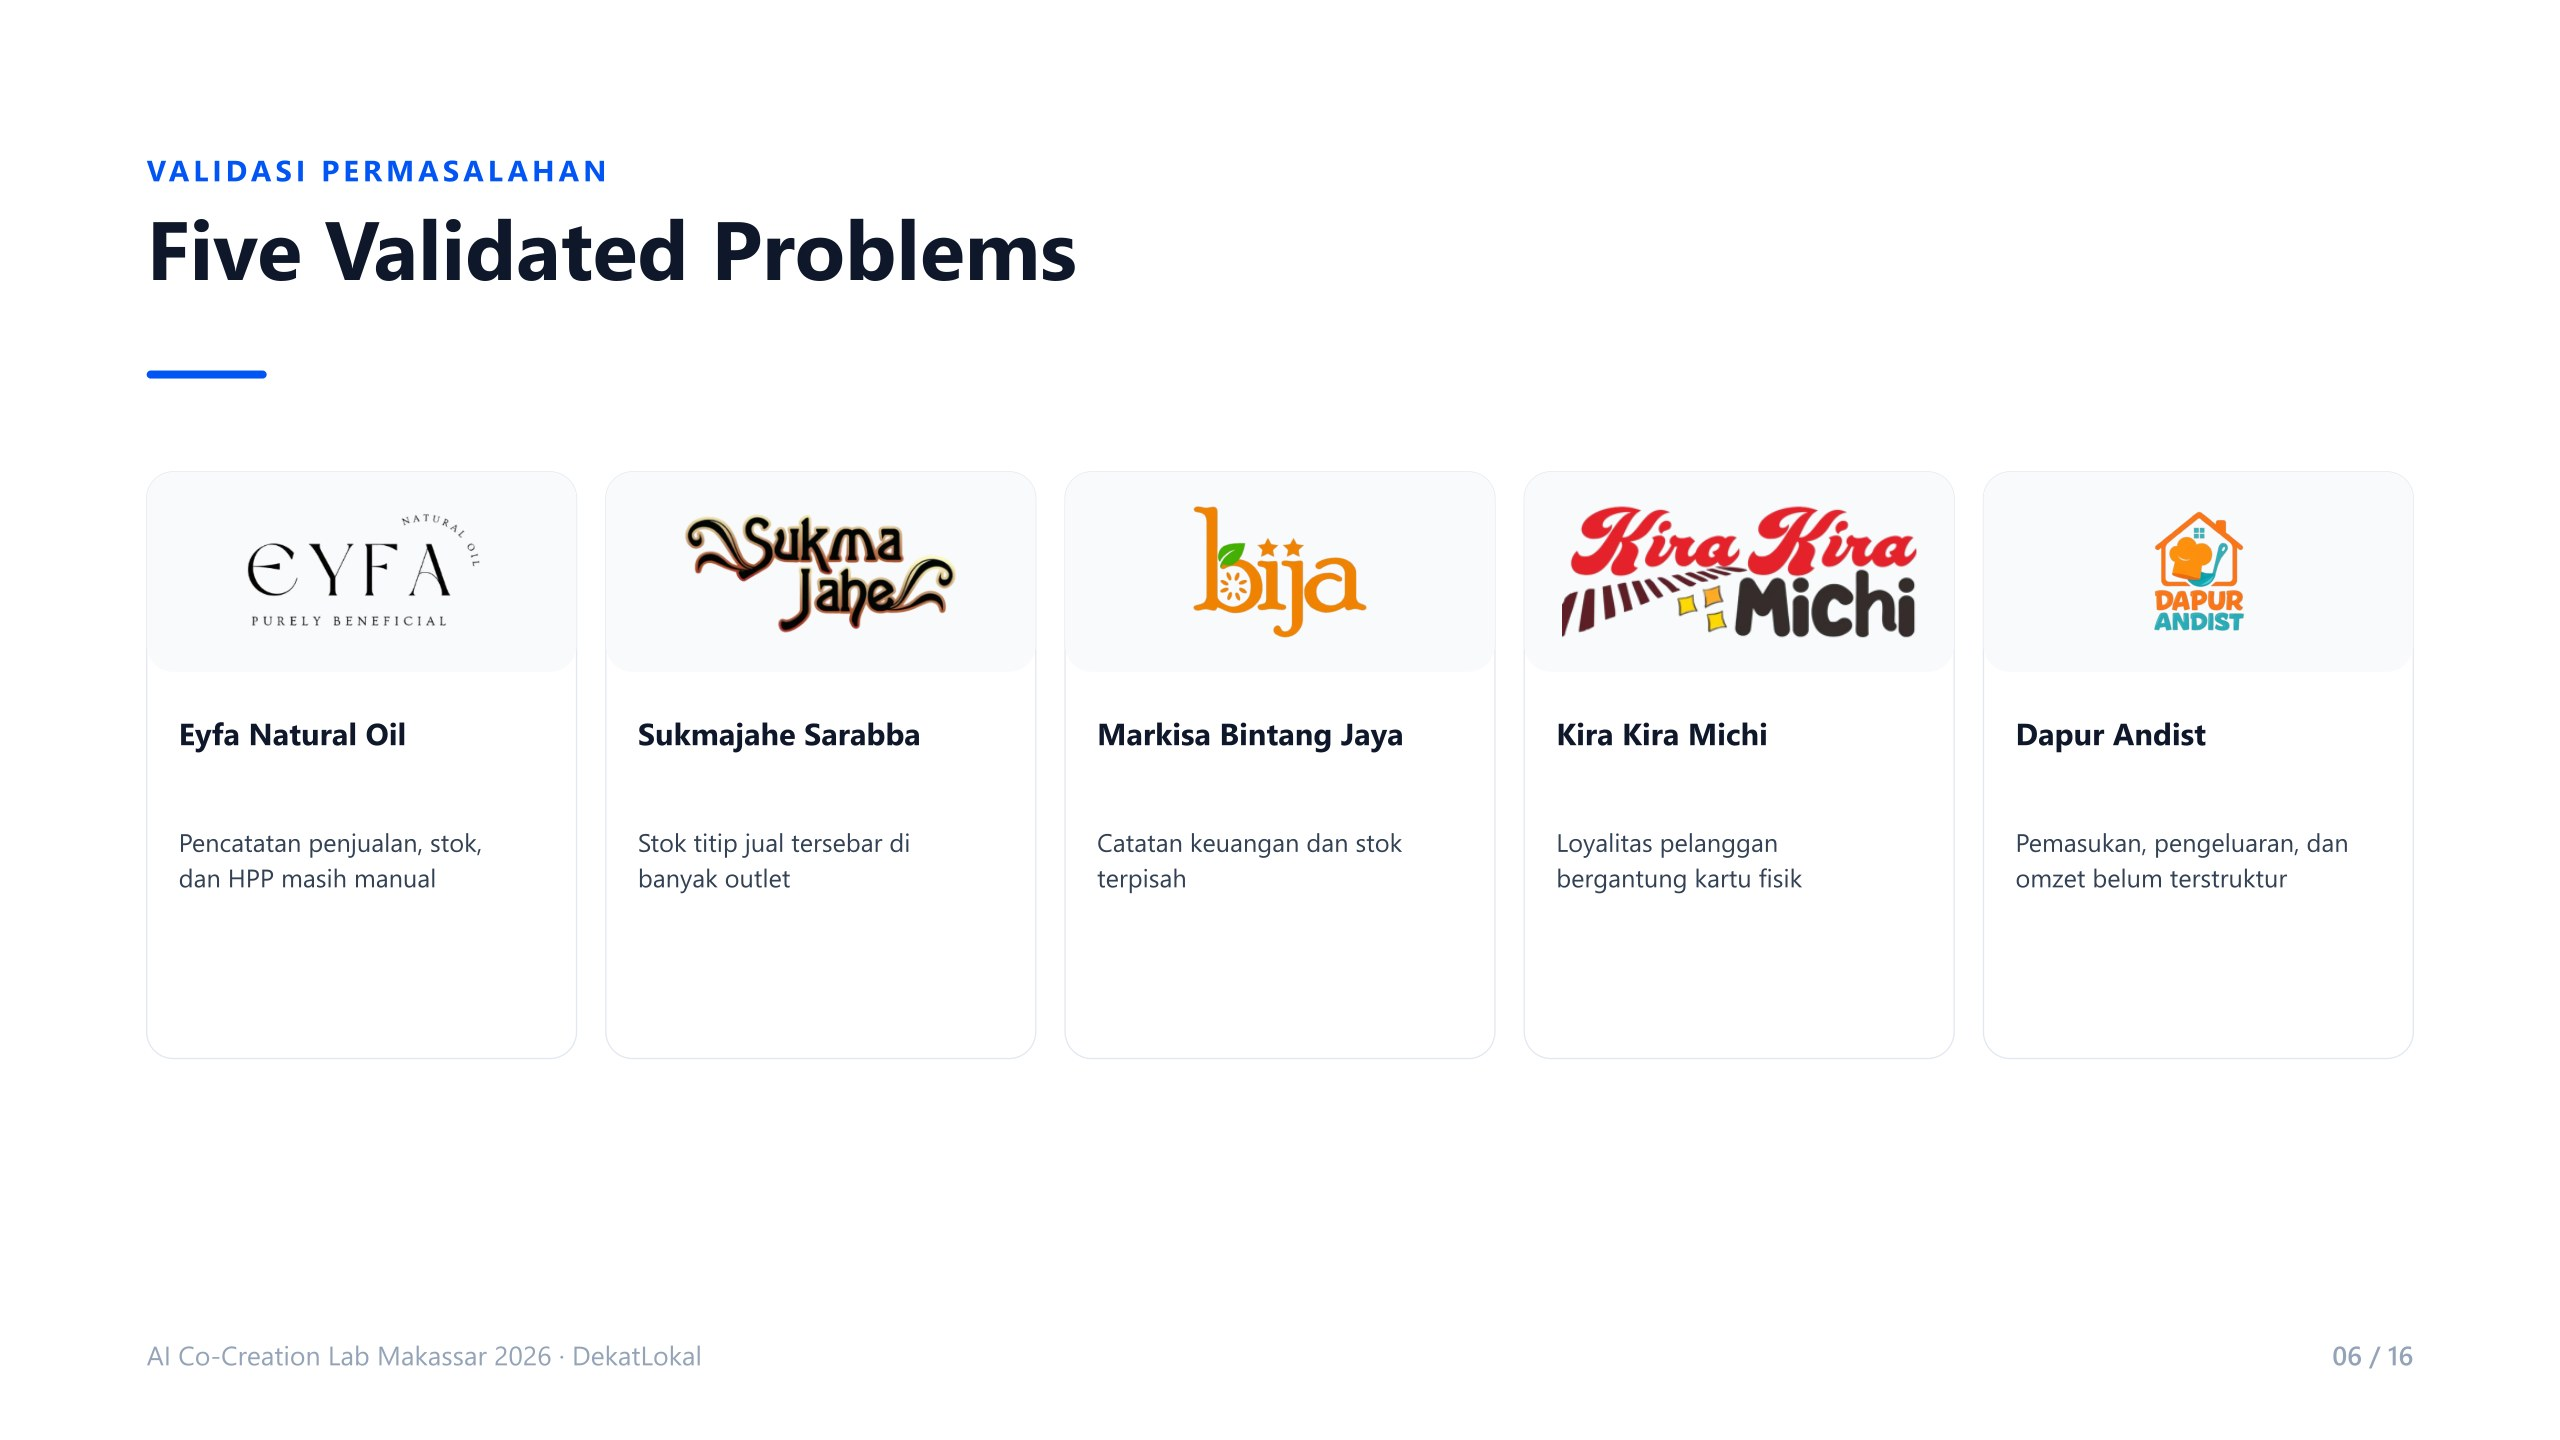 VALIDASI PERMASALAHAN
Five Validated Problems
NATURAL OIL
EYFA
PURELY BENEFICIAL
Eyfa Natural Oil
Pencatatan penjualan, stok,
dan HPP masih manual
Sukma
Jahe
Sukmajahe Sarabba
Stok titip jual tersebar di
banyak outlet
bija
Markisa Bintang Jaya
Catatan keuangan dan stok
terpisah
Kira Kira
Michi
Kira Kira Michi
Loyalitas pelanggan
bergantung kartu fisik
DAPUR
ANDIST
Dapur Andist
Pemasukan, pengeluaran, dan
omzet belum terstruktur
AI Co-Creation Lab Makassar 2026 · DekatLokal
06 / 16